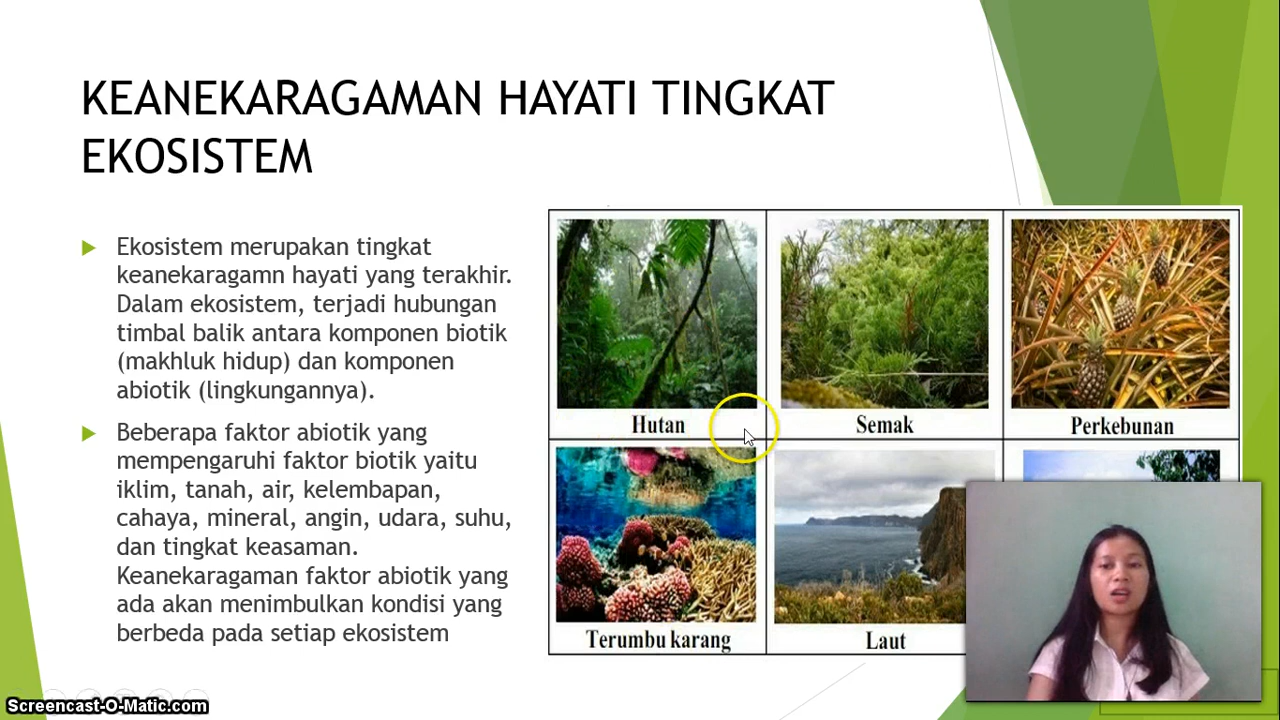 KEANEKARAGAMAN HAYATI TINGKAT
EKOSISTEM
Ekosistem merupakan tingkat
keanekaragamn hayati yang terakhir.
Dalam ekosistem, terjadi hubungan
timbal balik antara komponen biotik
(makhluk hidup) dan komponen
abiotik (lingkungannya).
Beberapa faktor abiotik yang
mempengaruhi faktor biotik yaitu
iklim, tanah, air, kelembapan,
cahaya, mineral, angin, udara, suhu,
dan tingkat keasaman.
Keanekaragaman faktor abiotik yang
ada akan menimbulkan kondisi yang
berbeda pada setiap ekosistem
Hutan
Semak
Perkebunan
Terumbu karang
Laut
Screencast-O-Matic.com